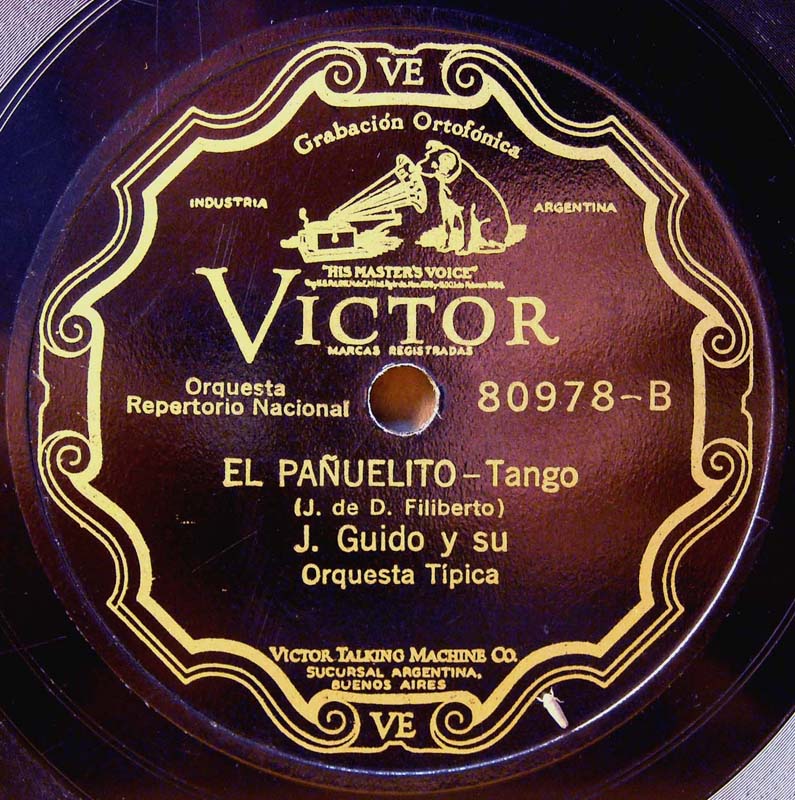 VE
Grabación Ortofónica
INDUSTRIA
ARGENTINA
"HIS MASTER'S VOICE"
VICTOR
MARCAS REGISTRADAS
Orquesta
Repertorio Nacional
80978-B
EL PAÑUELITO – Tango
(J. de D. Filiberto)
J. Guido y su
Orquesta Típica
VICTOR TALKING MACHINE CO.
SUCURSAL ARGENTINA,
BUENOS AIRES
VE